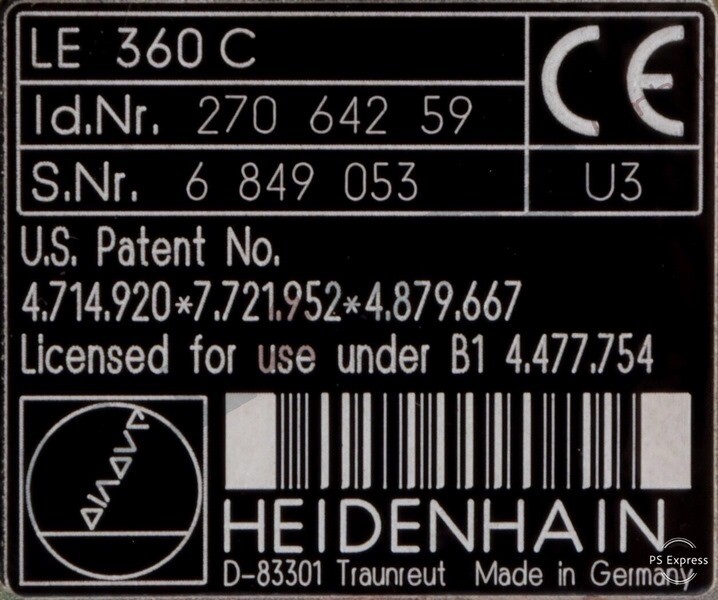 LE 360 C
CE
Id.Nr. 270 642 59
S.Nr. 6 849 053
U3
U.S. Patent No.
4.714.920*7.721.952*4.879.667
Licensed for use under B1 4.477.754
HEIDENHAIN
D-83301 Traunreut Made in Germany
PS Express